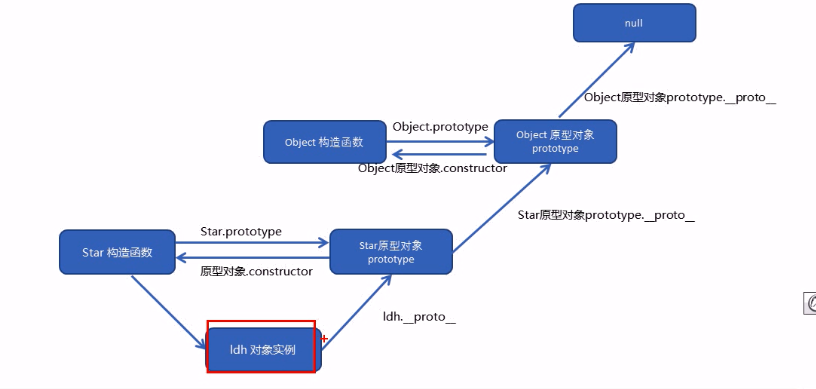 null
Object原型对象prototype.__proto__
Object 构造函数
Object.prototype
Object原型对象.constructor
Object 原型对象
prototype
Star原型对象prototype.__proto__
Star 构造函数
Star.prototype
原型对象.constructor
Star原型对象
prototype
ldh.__proto__
ldh 对象实例